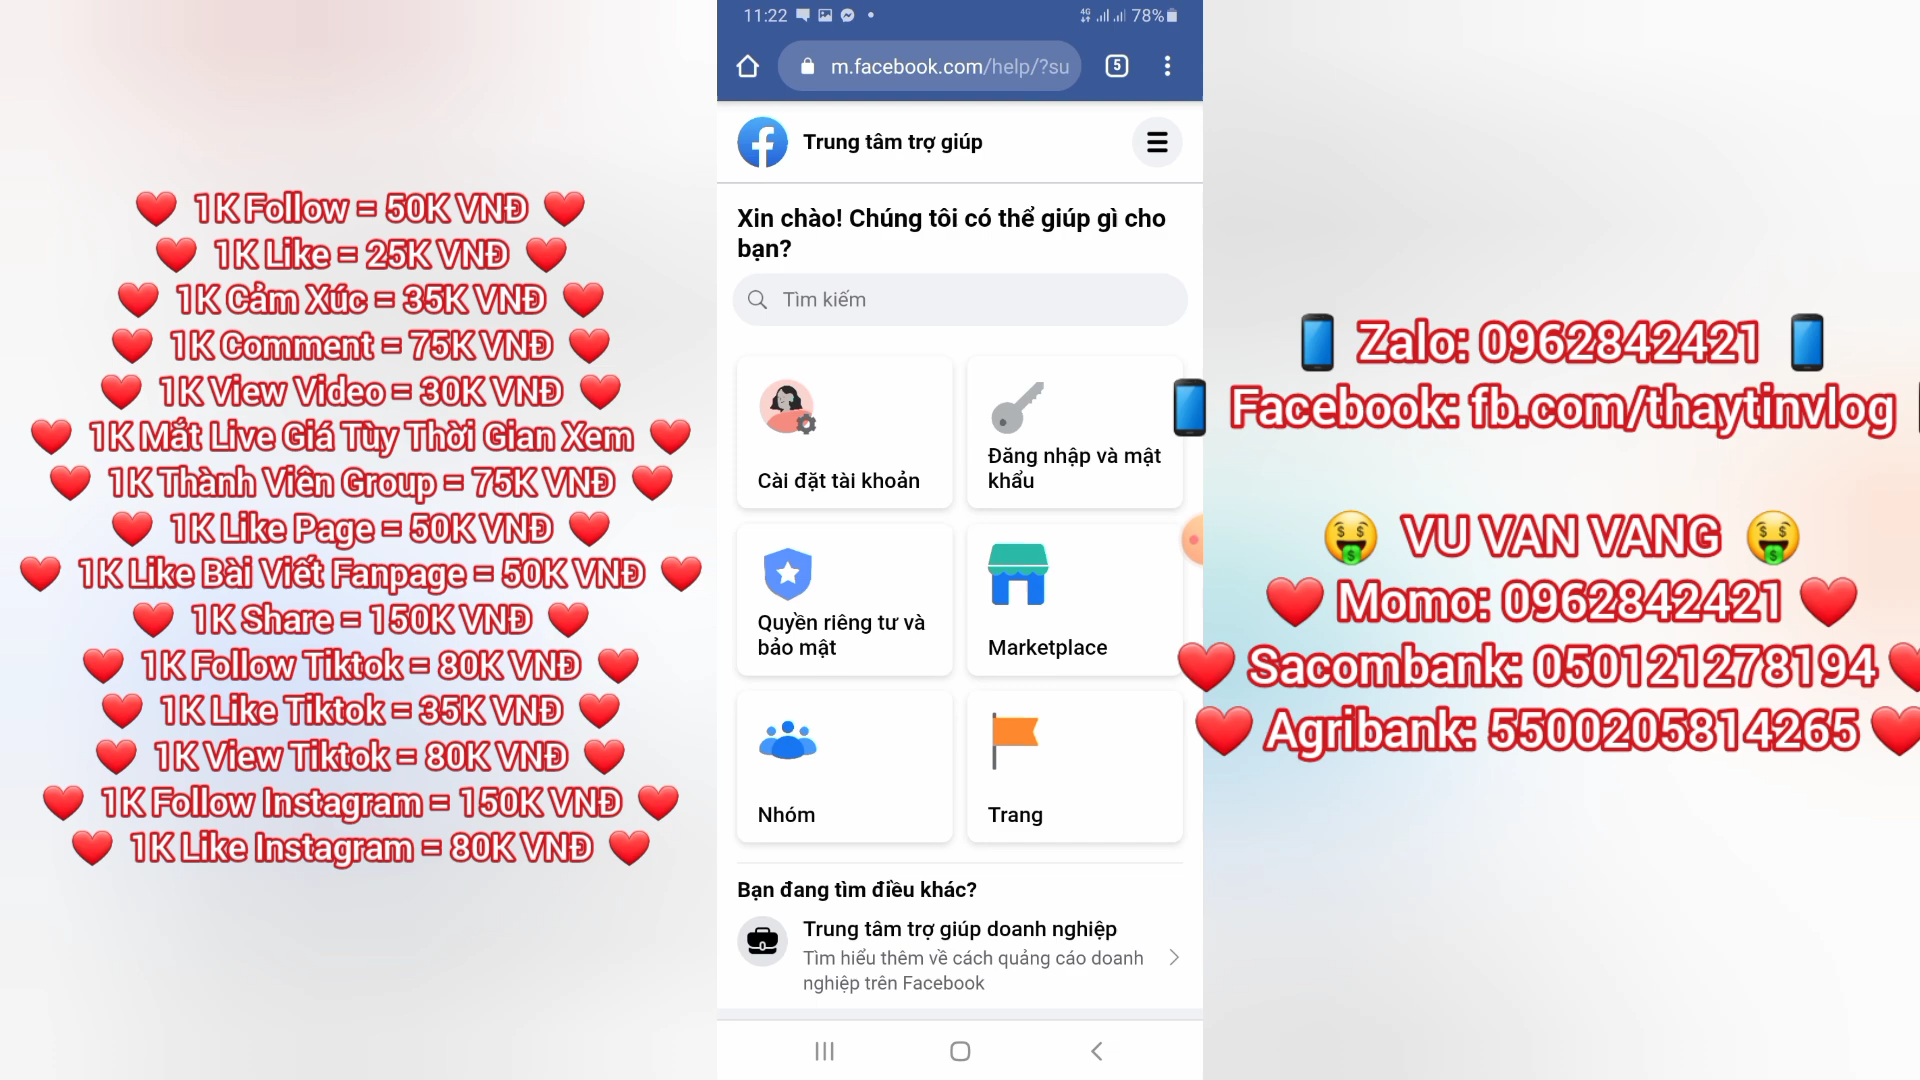 1K Follow = 50K VNĐ
1K Like = 25K VNĐ
1K Cảm Xúc = 35K VNĐ
1K Comment = 75K VNĐ
1K View Video = 30K VNĐ
1K Mắt Live Giá Tùy Thời Gian Xem
1K Thành Viên Group = 75K VNĐ
1K Like Page = 50K VNĐ
1K Like Bài Viết Fanpage = 50K VNĐ
1K Share = 150K VNĐ
1K Follow Tiktok = 80K VNĐ
1K Like Tiktok = 35K VNĐ
1K View Tiktok = 80K VNĐ
1K Follow Instagram = 150K VNĐ
1K Like Instagram = 80K VNĐ
11:22
4G
78%
m.facebook.com/help/?su
5
Trung tâm trợ giúp
Xin chào! Chúng tôi có thể giúp gì cho
bạn?
Tìm kiếm
Cài đặt tài khoản
Đăng nhập và mật
khẩu
Quyền riêng tư và
bảo mật
Marketplace
Nhóm
Trang
Bạn đang tìm điều khác?
Trung tâm trợ giúp doanh nghiệp
Tìm hiểu thêm về cách quảng cáo doanh
nghiệp trên Facebook
Zalo: 0962842421
Facebook: fb.com/thaytinvlog
VU VAN VANG
Momo: 0962842421
Sacombank: 050121278194
Agribank: 5500205814265